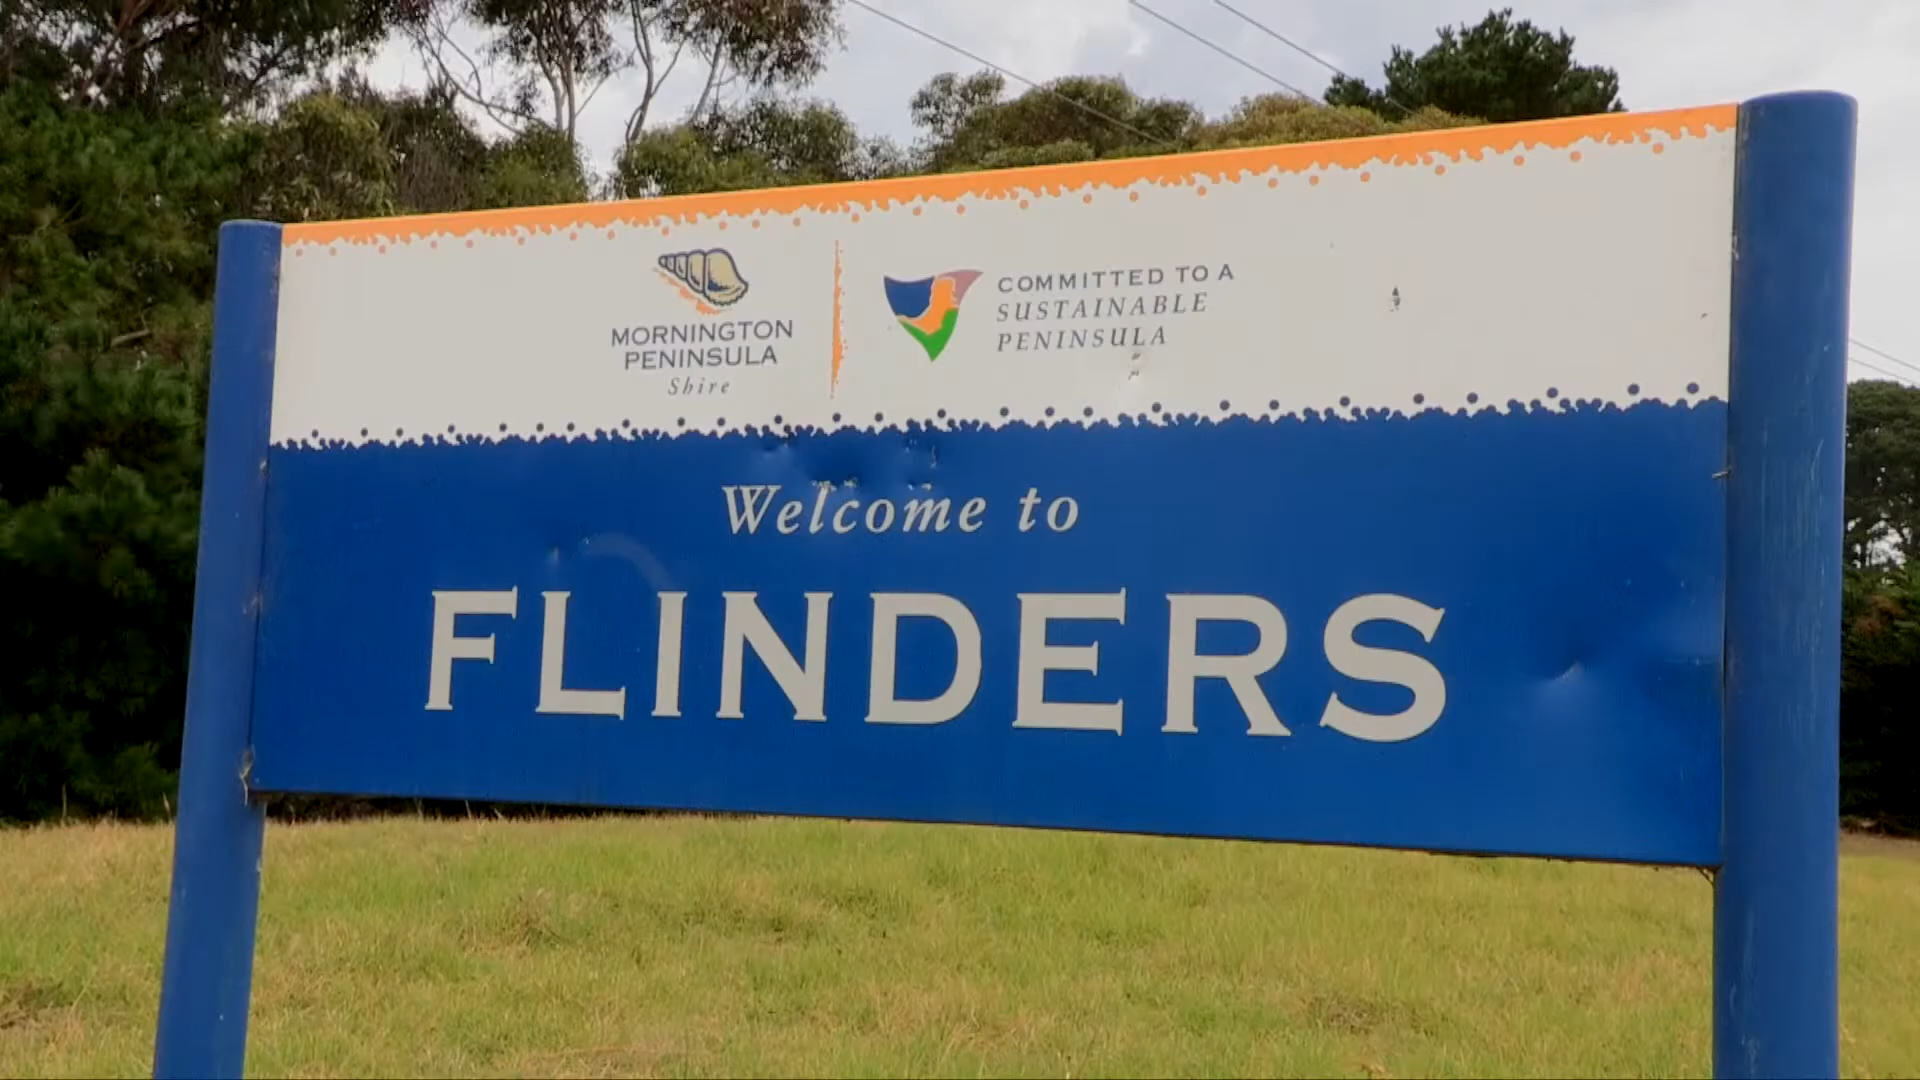 MORNINGTON
PENINSULA
Shire
COMMITTED TO A
SUSTAINABLE
PENINSULA
Welcome to
FLINDERS